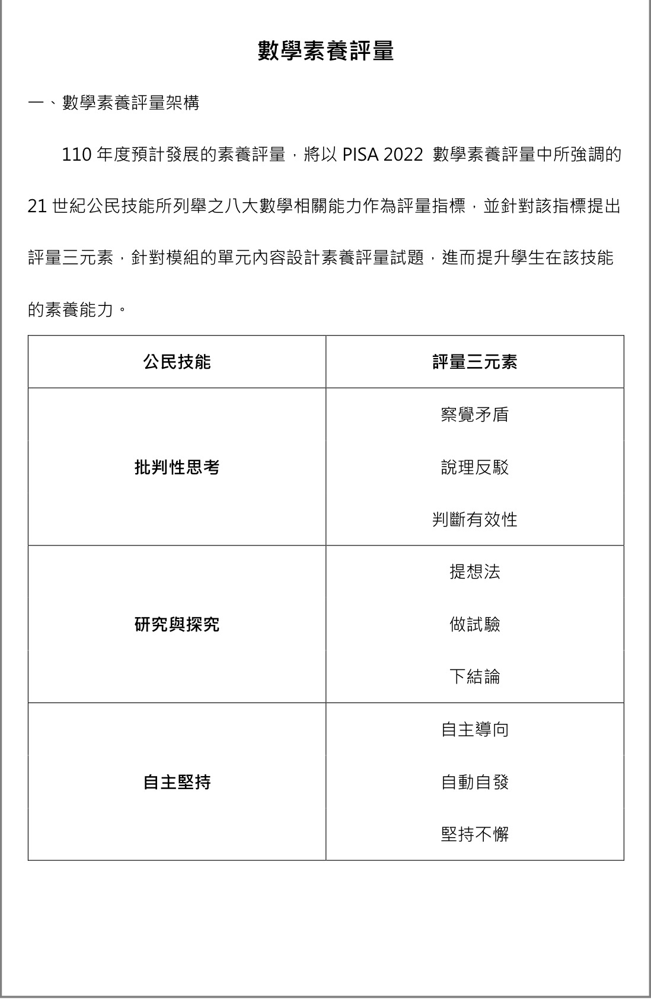 數學素養評量
一、數學素養評量架構
110 年度預計發展的素養評量，將以 PISA 2022 數學素養評量中所強調的
21 世紀公民技能所列舉之八大數學相關能力作為評量指標，並針對該指標提出
評量三元素，針對模組的單元內容設計素養評量試題，進而提升學生在該技能
的素養能力。
公民技能
評量三元素
批判性思考
察覺矛盾
說理反駁
判斷有效性
研究與探究
提想法
做試驗
下結論
自主堅持
自主導向
自動自發
堅持不懈